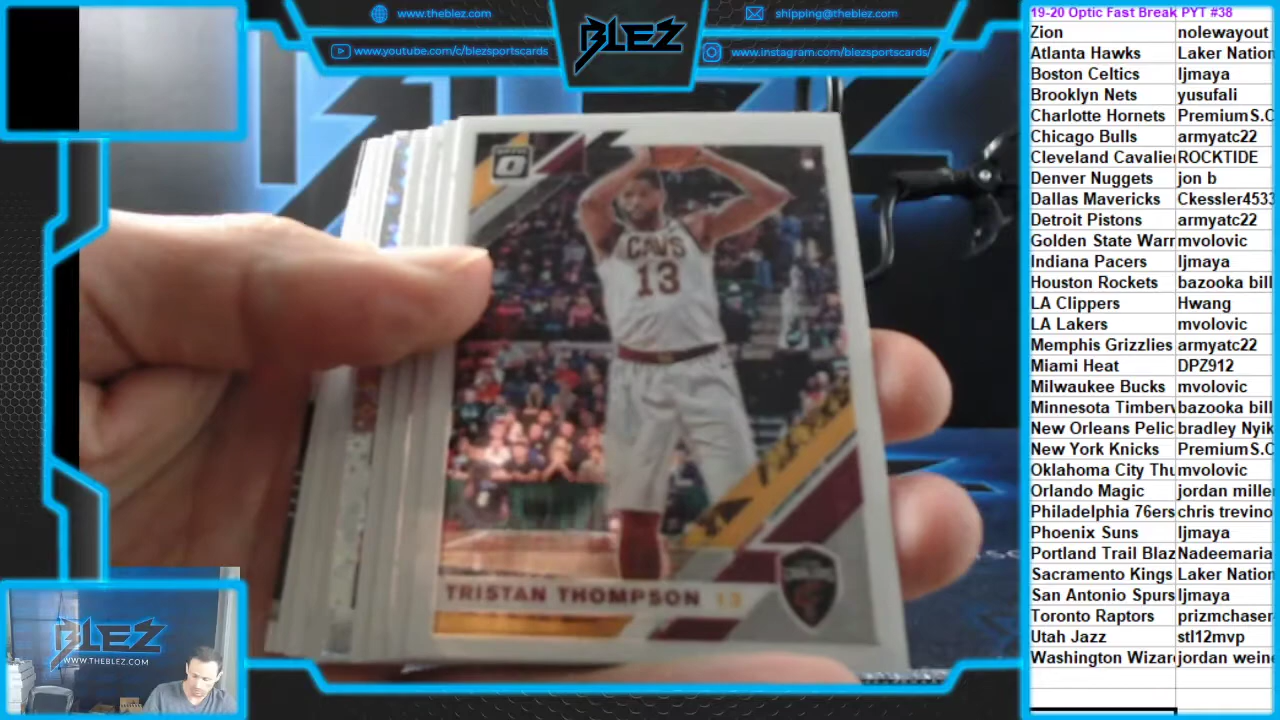 www.theblez.com
shipping@theblez.com
www.youtube.com/c/blezsportscards
www.instagram.com/blezsportscards/
BLEZ
19-20 Optic Fast Break PYT #38
Zion nolewayout
Atlanta Hawks Laker Nation
Boston Celtics ljmaya
Brooklyn Nets yusufali
Charlotte Hornets PremiumS.C
Chicago Bulls armyatc22
Cleveland Cavalier ROCKTIDE
Denver Nuggets jon b
Dallas Mavericks Ckessler4533
Detroit Pistons armyatc22
Golden State Warr mvolovic
Indiana Pacers ljmaya
Houston Rockets bazooka bill
LA Clippers Hwang
LA Lakers mvolovic
Memphis Grizzlies armyatc22
Miami Heat DPZ912
Milwaukee Bucks mvolovic
Minnesota Timberv bazooka bill
New Orleans Pelic bradley Nyik
New York Knicks PremiumS.C
Oklahoma City Thu mvolovic
Orlando Magic jordan mille
Philadelphia 76ers chris trevino
Phoenix Suns ljmaya
Portland Trail Blaz Nadeemaria
Sacramento Kings Laker Nation
San Antonio Spurs ljmaya
Toronto Raptors prizmchaser
Utah Jazz stl12mvp
Washington Wizar jordan wein
CAVS
13
TRISTAN THOMPSON 13
BLEZ
WWW.THEBLEZ.COM